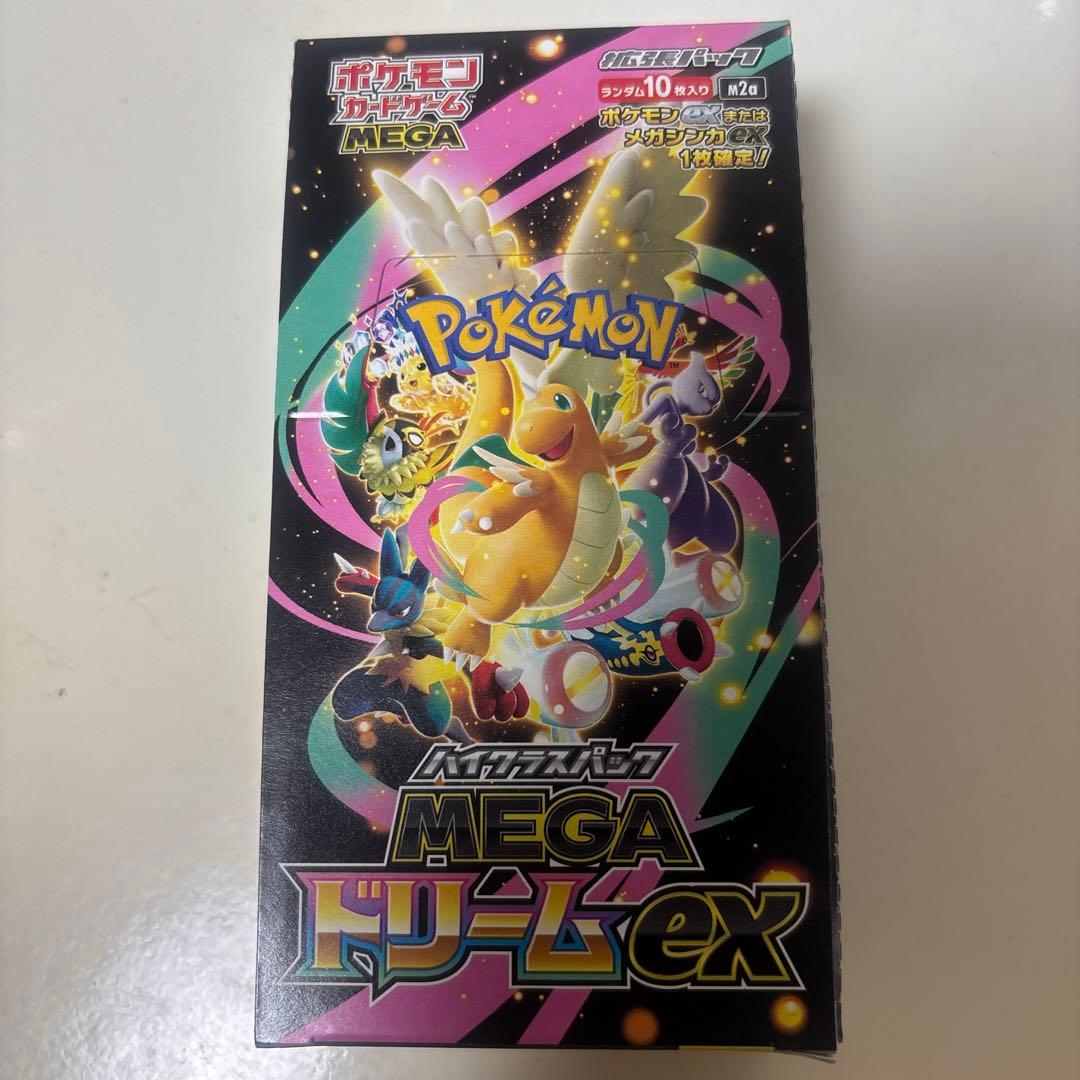 ポケモン
カードゲーム
MEGA
拡張パック
ランダム10枚入り M2a
ポケモンexまたは
メガシンカex
1枚確定!
POKéMON
TM
ハイクラスパック
MEGA
ドリームex